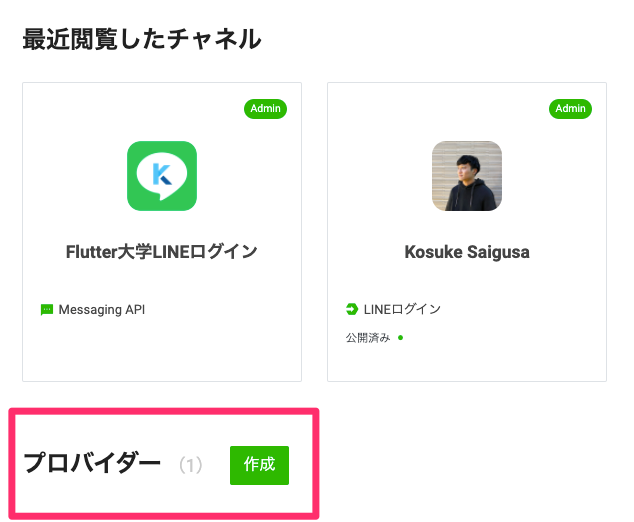 最近閲覧したチャネル
Admin
K
Flutter大学LINEログイン
Messaging API
Admin
Kosuke Saigusa
LINEログイン
公開済み
プロバイダー (1) 作成